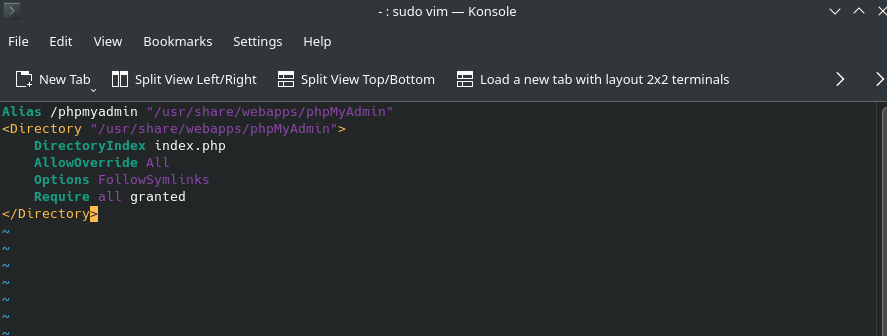 - : sudo vim — Konsole
File Edit View Bookmarks Settings Help
New Tab Split View Left/Right Split View Top/Bottom Load a new tab with layout 2x2 terminals
Alias /phpmyadmin "/usr/share/webapps/phpMyAdmin"
<Directory "/usr/share/webapps/phpMyAdmin">
    DirectoryIndex index.php
    AllowOverride All
    Options FollowSymlinks
    Require all granted
</Directory>
~
~
~
~
~
~
~